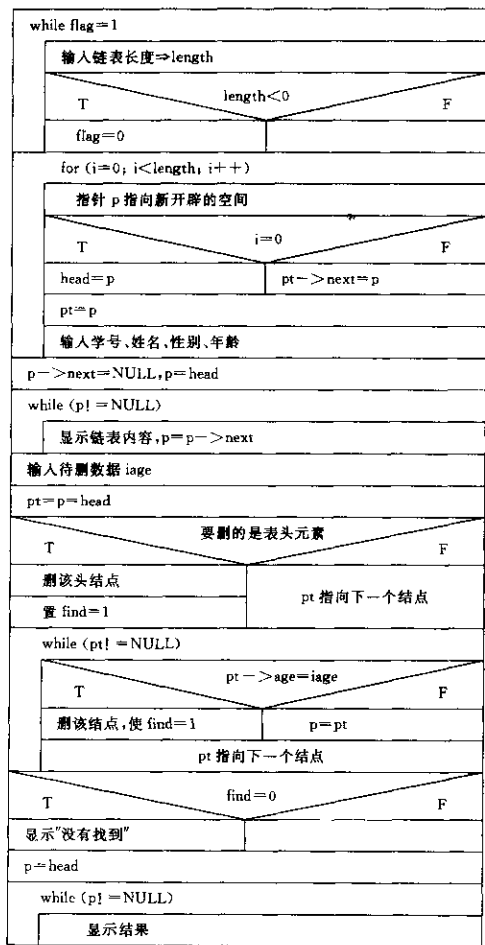 while flag=1
输入链表长度⇒length
length<0
T F
flag=0
for (i=0; i<length; i++)
指针 p 指向新开辟的空间
i=0
T F
head=p pt->next=p
pt=p
输入学号、姓名、性别、年龄
p->next=NULL,p=head
while (p!=NULL)
显示链表内容,p=p->next
输入待删数据 iage
pt=p=head
要删的是表头元素
T F
删该头结点
pt 指向下一个结点
置 find=1
while (pt!=NULL)
pt->age=iage
T F
删该结点,使 find=1 p=pt
pt 指向下一个结点
find=0
T F
显示"没有找到"
p=head
while (p!=NULL)
显示结果